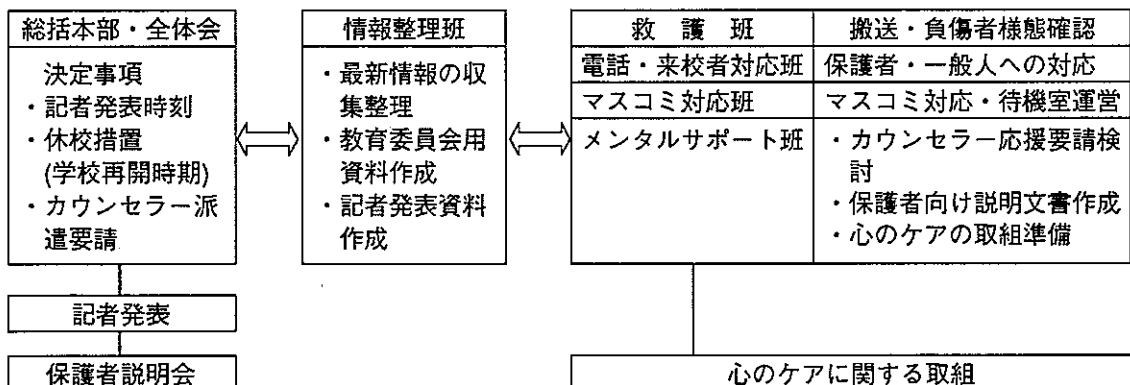 総括本部・全体会
決定事項
・記者発表時刻
・休校措置
(学校再開時期)
・カウンセラー派
遣要請
情報整理班
・最新情報の収
集整理
・教育委員会用
資料作成
・記者発表資料
作成
救護班 搬送・負傷者様態確認
電話・来校者対応班 保護者・一般人への対応
マスコミ対応班 マスコミ対応・待機室運営
メンタルサポート班
・カウンセラー応援要請検
討
・保護者向け説明文書作成
・心のケアの取組準備
記者発表
保護者説明会
心のケアに関する取組